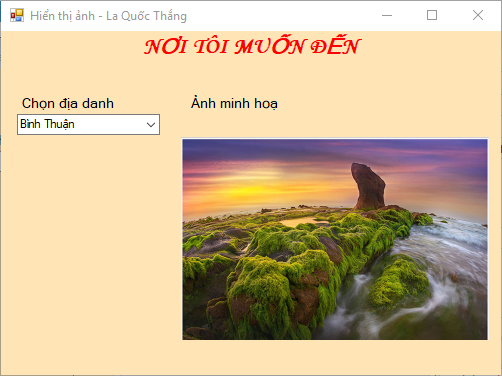 Hiển thị ảnh - La Quốc Thắng
NƠI TÔI MUỐN ĐẾN
Chọn địa danh
Ảnh minh hoạ
Bình Thuận